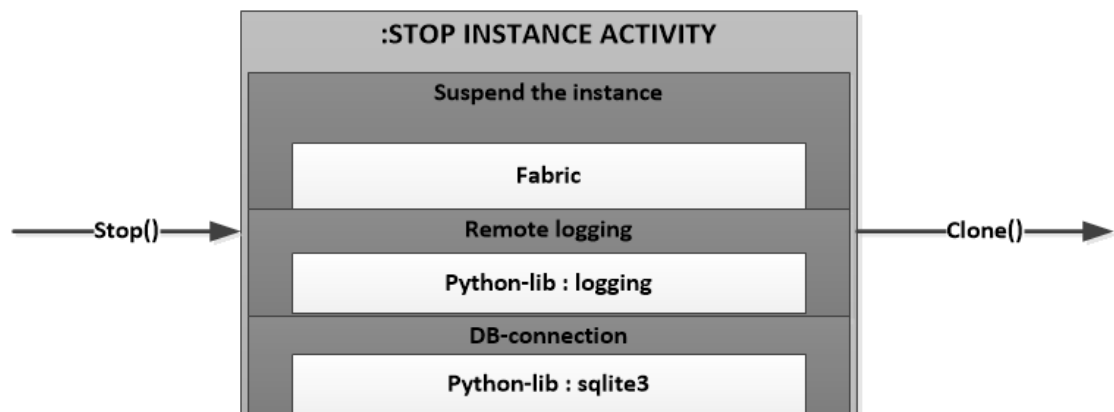 :STOP INSTANCE ACTIVITY
Suspend the instance
Fabric
Stop()
Remote logging
Clone()
Python-lib : logging
DB-connection
Python-lib : sqlite3